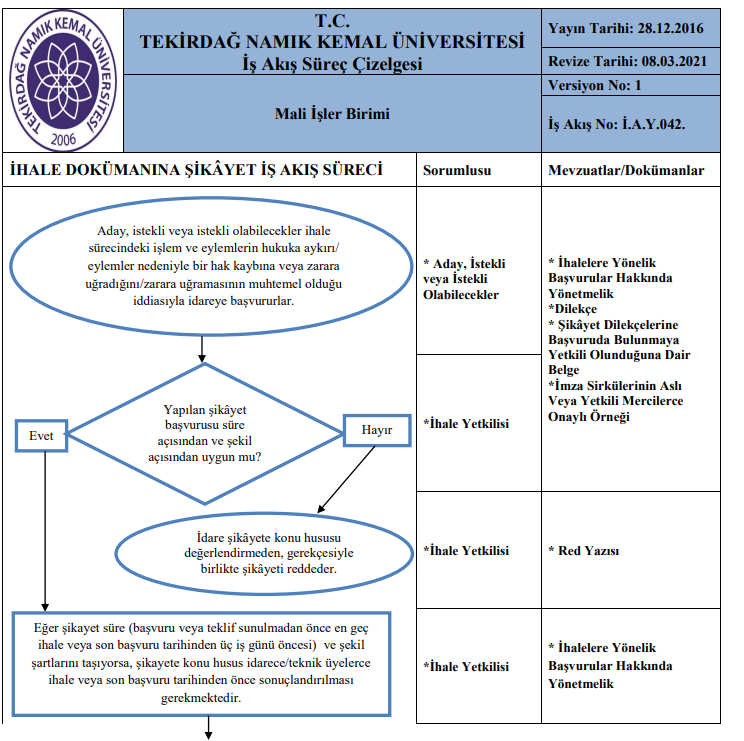 TEKİRDAĞ NAMIK KEMAL ÜNİVERSİTESİ
2006
T.C.
TEKİRDAĞ NAMIK KEMAL ÜNİVERSİTESİ
İş Akış Süreç Çizelgesi
Mali İşler Birimi
Yayın Tarihi: 28.12.2016
Revize Tarihi: 08.03.2021
Versiyon No: 1
İş Akış No: İ.A.Y.042.
İHALE DOKÜMANINA ŞİKÂYET İŞ AKIŞ SÜRECİ
Sorumlusu
Mevzuatlar/Dokümanlar
Aday, istekli veya istekli olabilecekler ihale
sürecindeki işlem ve eylemlerin hukuka aykırı/
eylemler nedeniyle bir hak kaybına veya zarara
uğradığını/zarara uğramasının muhtemel olduğu
iddiasıyla idareye başvururlar.
* Aday, İstekli
veya İstekli
Olabilecekler
* İhalelere Yönelik
Başvurular Hakkında
Yönetmelik
*Dilekçe
* Şikâyet Dilekçelerine
Başvuruda Bulunmaya
Yetkili Olunduğuna Dair
Belge
*İmza Sirkülerinin Aslı
Veya Yetkili Mercilerce
Onaylı Örneği
Yapılan şikâyet
başvurusu süre
açısından ve şekil
açısından uygun mu?
Evet
Hayır
*İhale Yetkilisi
İdare şikâyete konu hususu
değerlendirmeden, gerekçesiyle
birlikte şikâyeti reddeder.
*İhale Yetkilisi
* Red Yazısı
Eğer şikayet süre (başvuru veya teklif sunulmadan önce en geç
ihale veya son başvuru tarihinden üç iş günü öncesi) ve şekil
şartlarını taşıyorsa, şikayete konu husus idarece/teknik üyelerce
ihale veya son başvuru tarihinden önce sonuçlandırılması
gerekmektedir.
*İhale Yetkilisi
* İhalelere Yönelik
Başvurular Hakkında
Yönetmelik